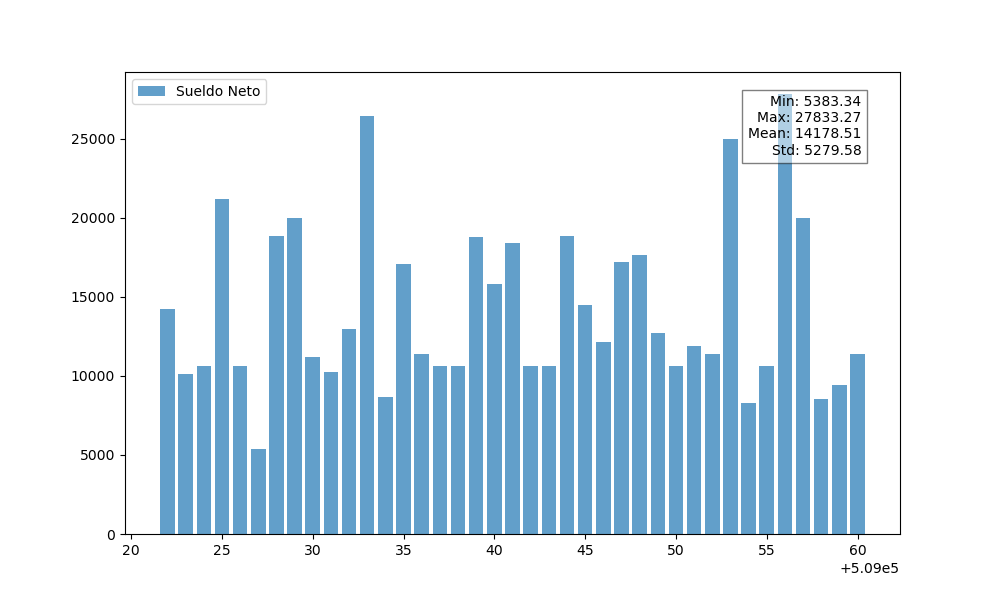 Sueldo Neto
Min: 5383.34
Max: 27833.27
Mean: 14178.51
Std: 5279.58
25000
20000
15000
10000
5000
0
20 25 30 35 40 45 50 55 60
+5.09e5